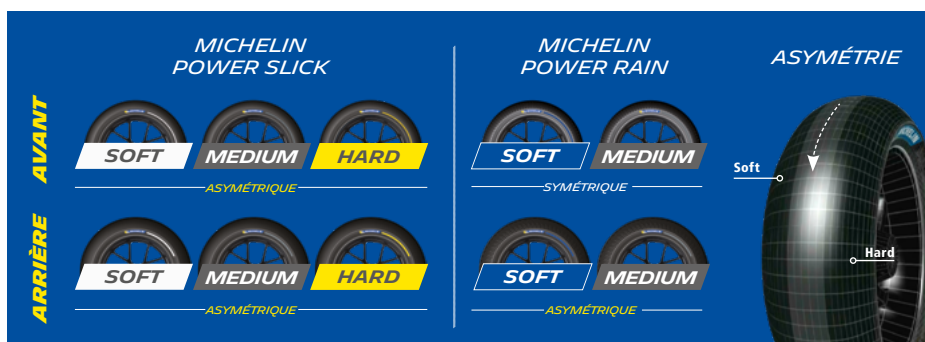 MICHELIN
POWER SLICK
MICHELIN
POWER RAIN
ASYMÉTRIE
AVANT
SOFT
MEDIUM
HARD
ASYMÉTRIQUE
SOFT
MEDIUM
SYMÉTRIQUE
ARRIÈRE
SOFT
MEDIUM
HARD
ASYMÉTRIQUE
SOFT
MEDIUM
ASYMÉTRIQUE
Soft
Hard